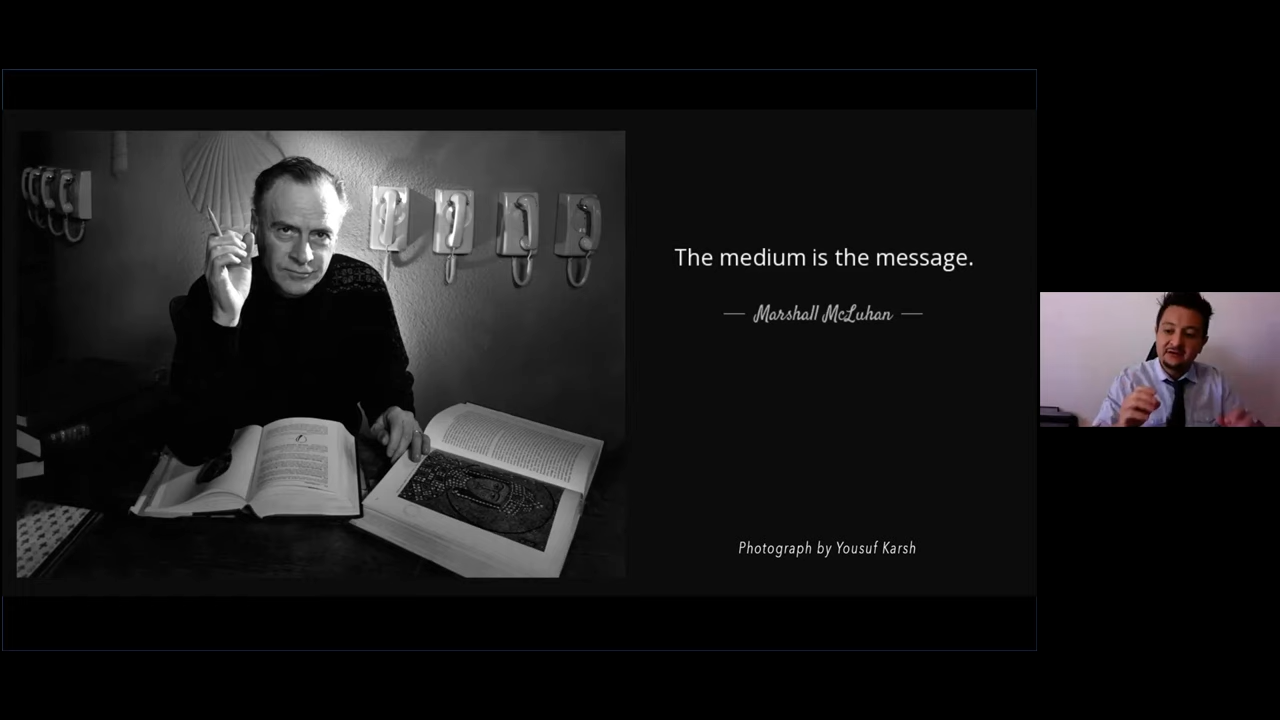 The medium is the message.
Marshall McLuhan
Photograph by Yousuf Karsh